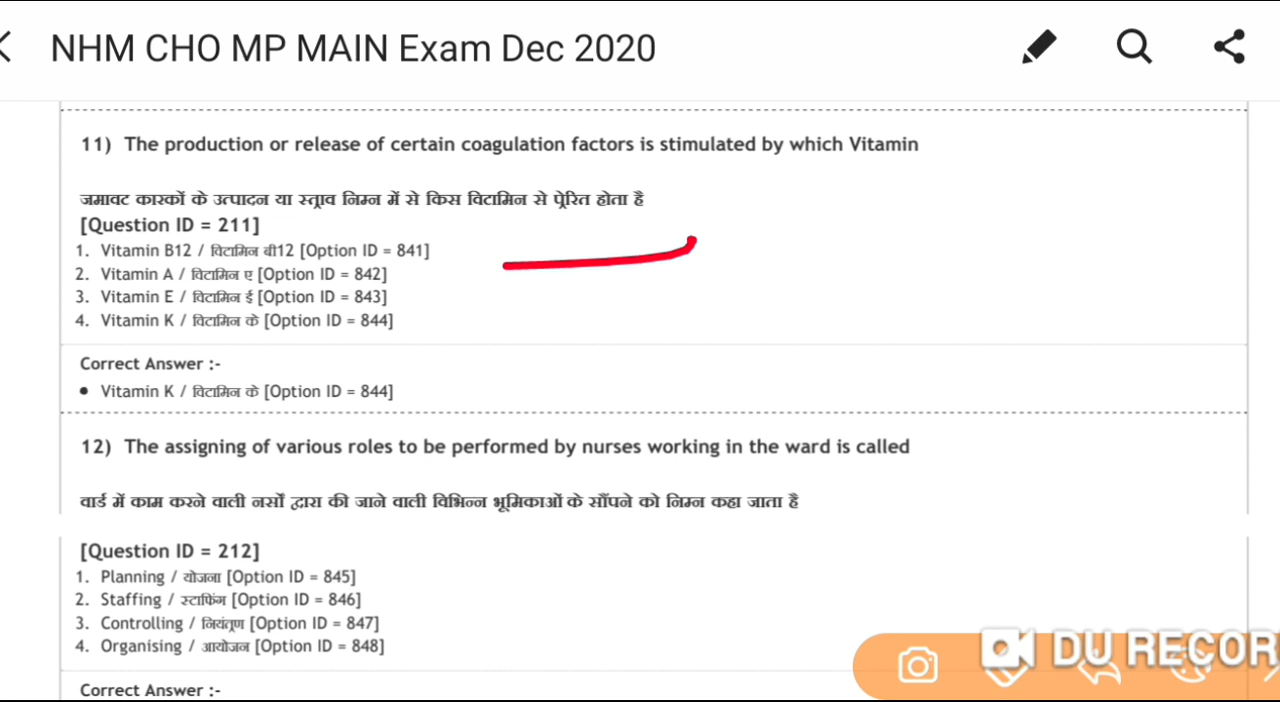 NHM CHO MP MAIN Exam Dec 2020
11) The production or release of certain coagulation factors is stimulated by which Vitamin
जमावट कारकों के उत्पादन या स्त्राव निम्न में से किस विटामिन से प्रेरित होता है
[Question ID = 211]
1. Vitamin B12 / विटामिन बी12 [Option ID = 841]
2. Vitamin A / विटामिन ए [Option ID = 842]
3. Vitamin E / विटामिन ई [Option ID = 843]
4. Vitamin K / विटामिन के [Option ID = 844]
Correct Answer :-
• Vitamin K / विटामिन के [Option ID = 844]
12) The assigning of various roles to be performed by nurses working in the ward is called
वार्ड में काम करने वाली नर्सों द्वारा की जाने वाली विभिन्न भूमिकाओं के सौंपने को निम्न कहा जाता है
[Question ID = 212]
1. Planning / योजना [Option ID = 845]
2. Staffing / स्टाफिंग [Option ID = 846]
3. Controlling / नियंत्रण [Option ID = 847]
4. Organising / आयोजन [Option ID = 848]
Correct Answer :-
DU RECOR